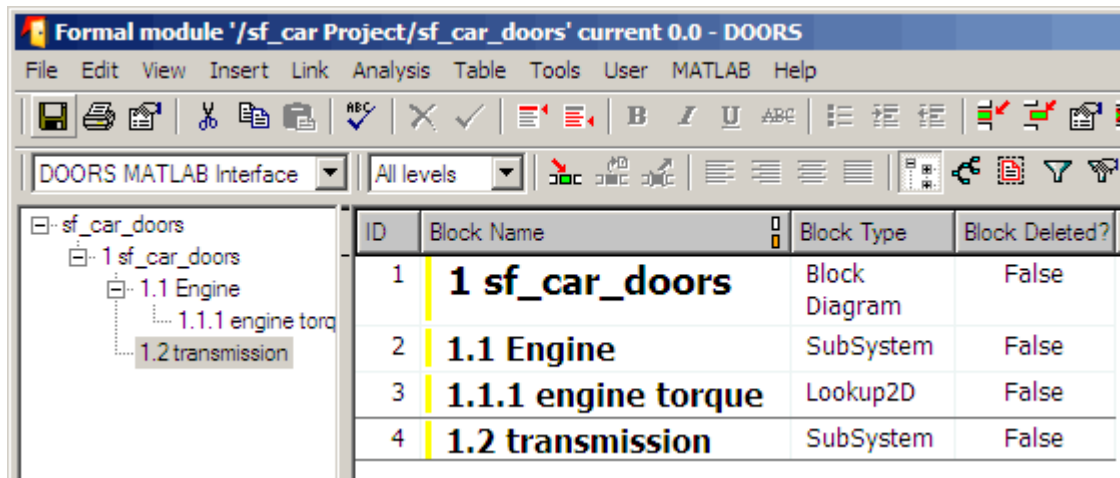 Formal module '/sf_car Project/sf_car_doors' current 0.0 - DOORS
File Edit View Insert Link Analysis Table Tools User MATLAB Help
ABC B I U ABC
DOORS MATLAB Interface All levels
sf_car_doors
1 sf_car_doors
1.1 Engine
1.1.1 engine torq
1.2 transmission
ID Block Name Block Type Block Deleted?
1 1 sf_car_doors Block Diagram False
2 1.1 Engine SubSystem False
3 1.1.1 engine torque Lookup2D False
4 1.2 transmission SubSystem False